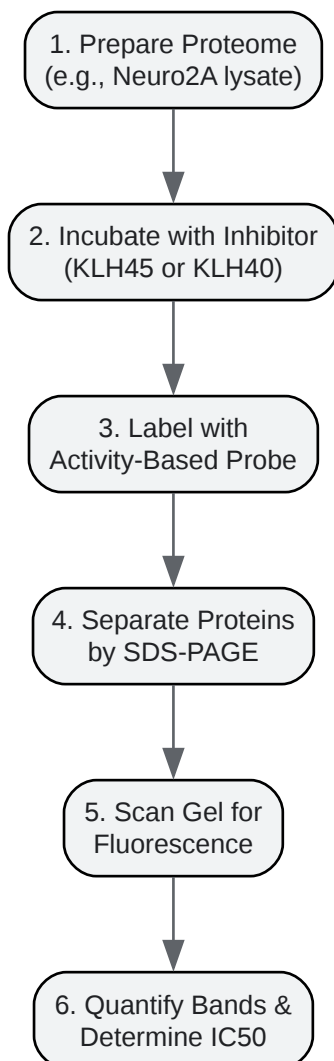 1. Prepare Proteome
(e.g., Neuro2A lysate)
2. Incubate with Inhibitor
(KLH45 or KLH40)
3. Label with
Activity-Based Probe
4. Separate Proteins
by SDS-PAGE
5. Scan Gel for
Fluorescence
6. Quantify Bands &
Determine IC50